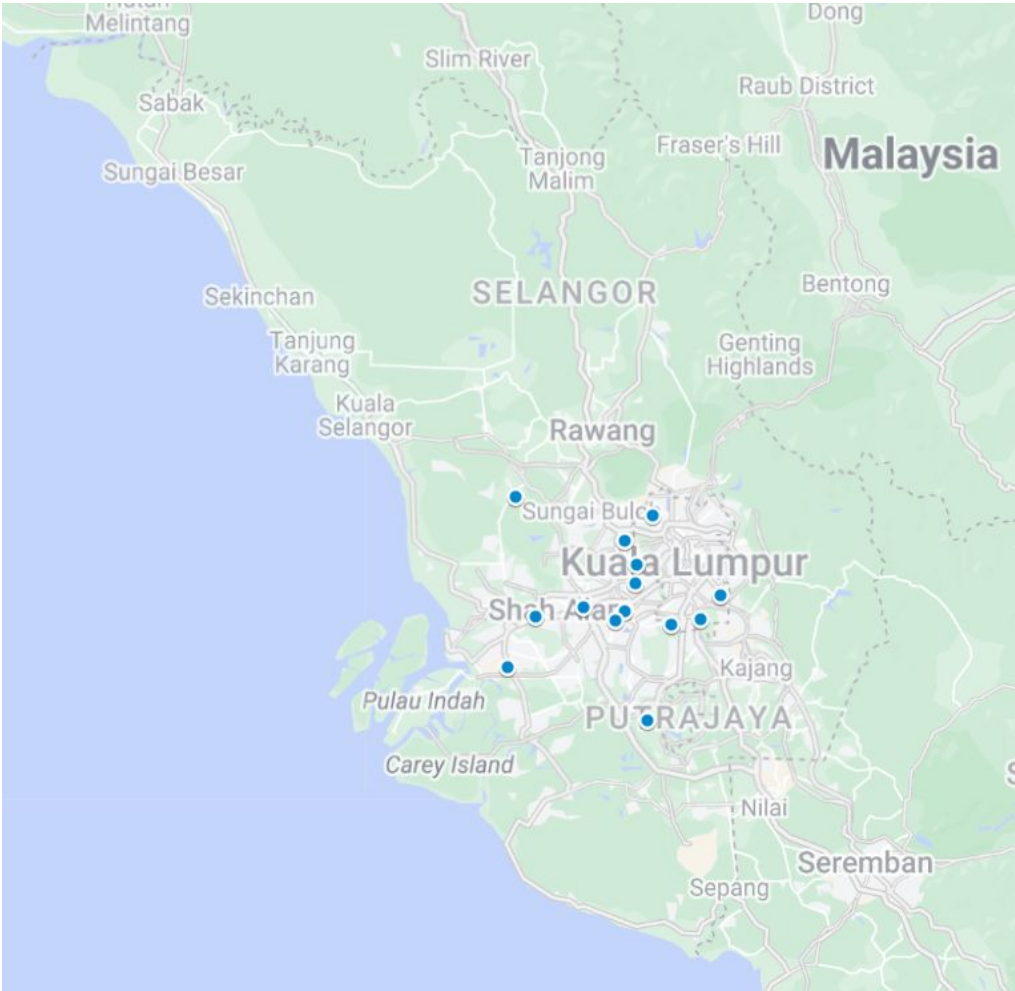 Melintang
Dong
Slim River
Raub District
Sabak
Fraser's Hill
Malaysia
Tanjong
Malim
Sungai Besar
Bentong
SELANGOR
Sekinchan
Tanjung
Karang
Genting
Highlands
Kuala
Selangor
Rawang
Sungai Buloh
Kuala Lumpur
Shah Alam
Kajang
Pulau Indah
PUTRAJAYA
Carey Island
Nilai
Seremban
Sepang